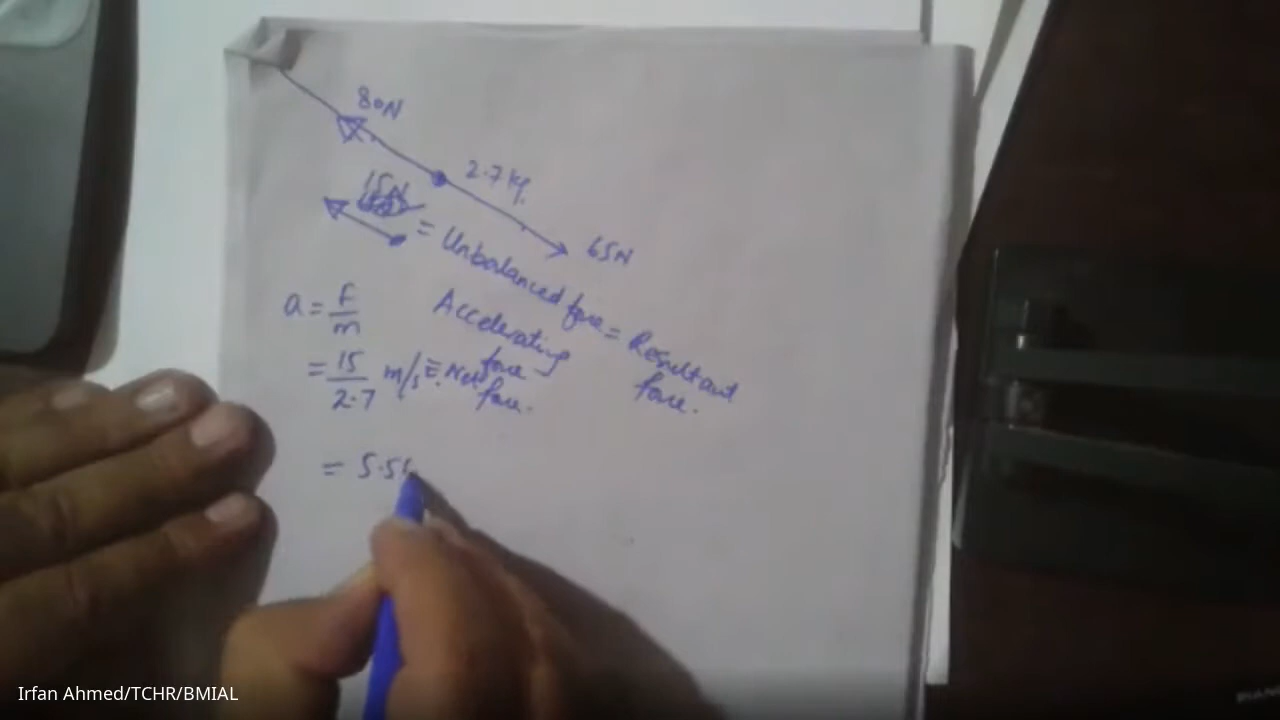 80N
2.7 kg.
65N
15N
= Unbalanced force = Resultant force.
Accelerating force
Net force.
a = F/m
= 15/2.7 m/s
= 5.5
Irfan Ahmed/TCHR/BMIAL